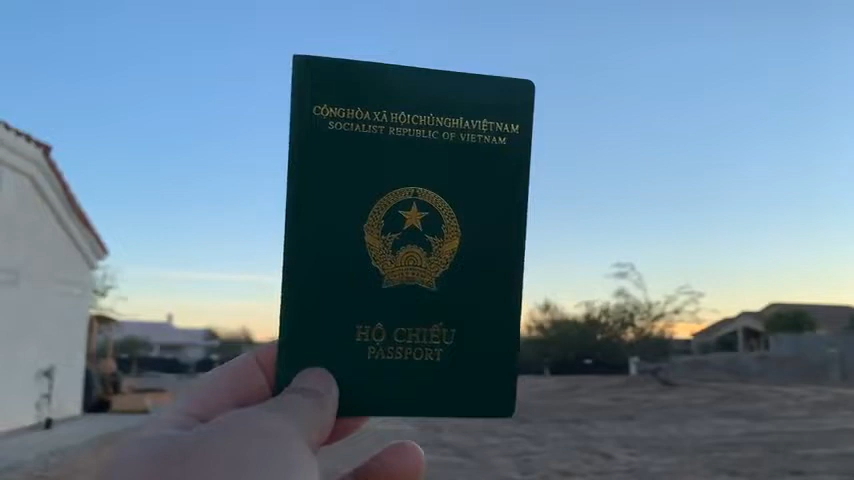 CỘNG HÒA XÃ HỘI CHỦ NGHĨA VIỆT NAM
SOCIALIST REPUBLIC OF VIETNAM
HỘ CHIẾU
PASSPORT